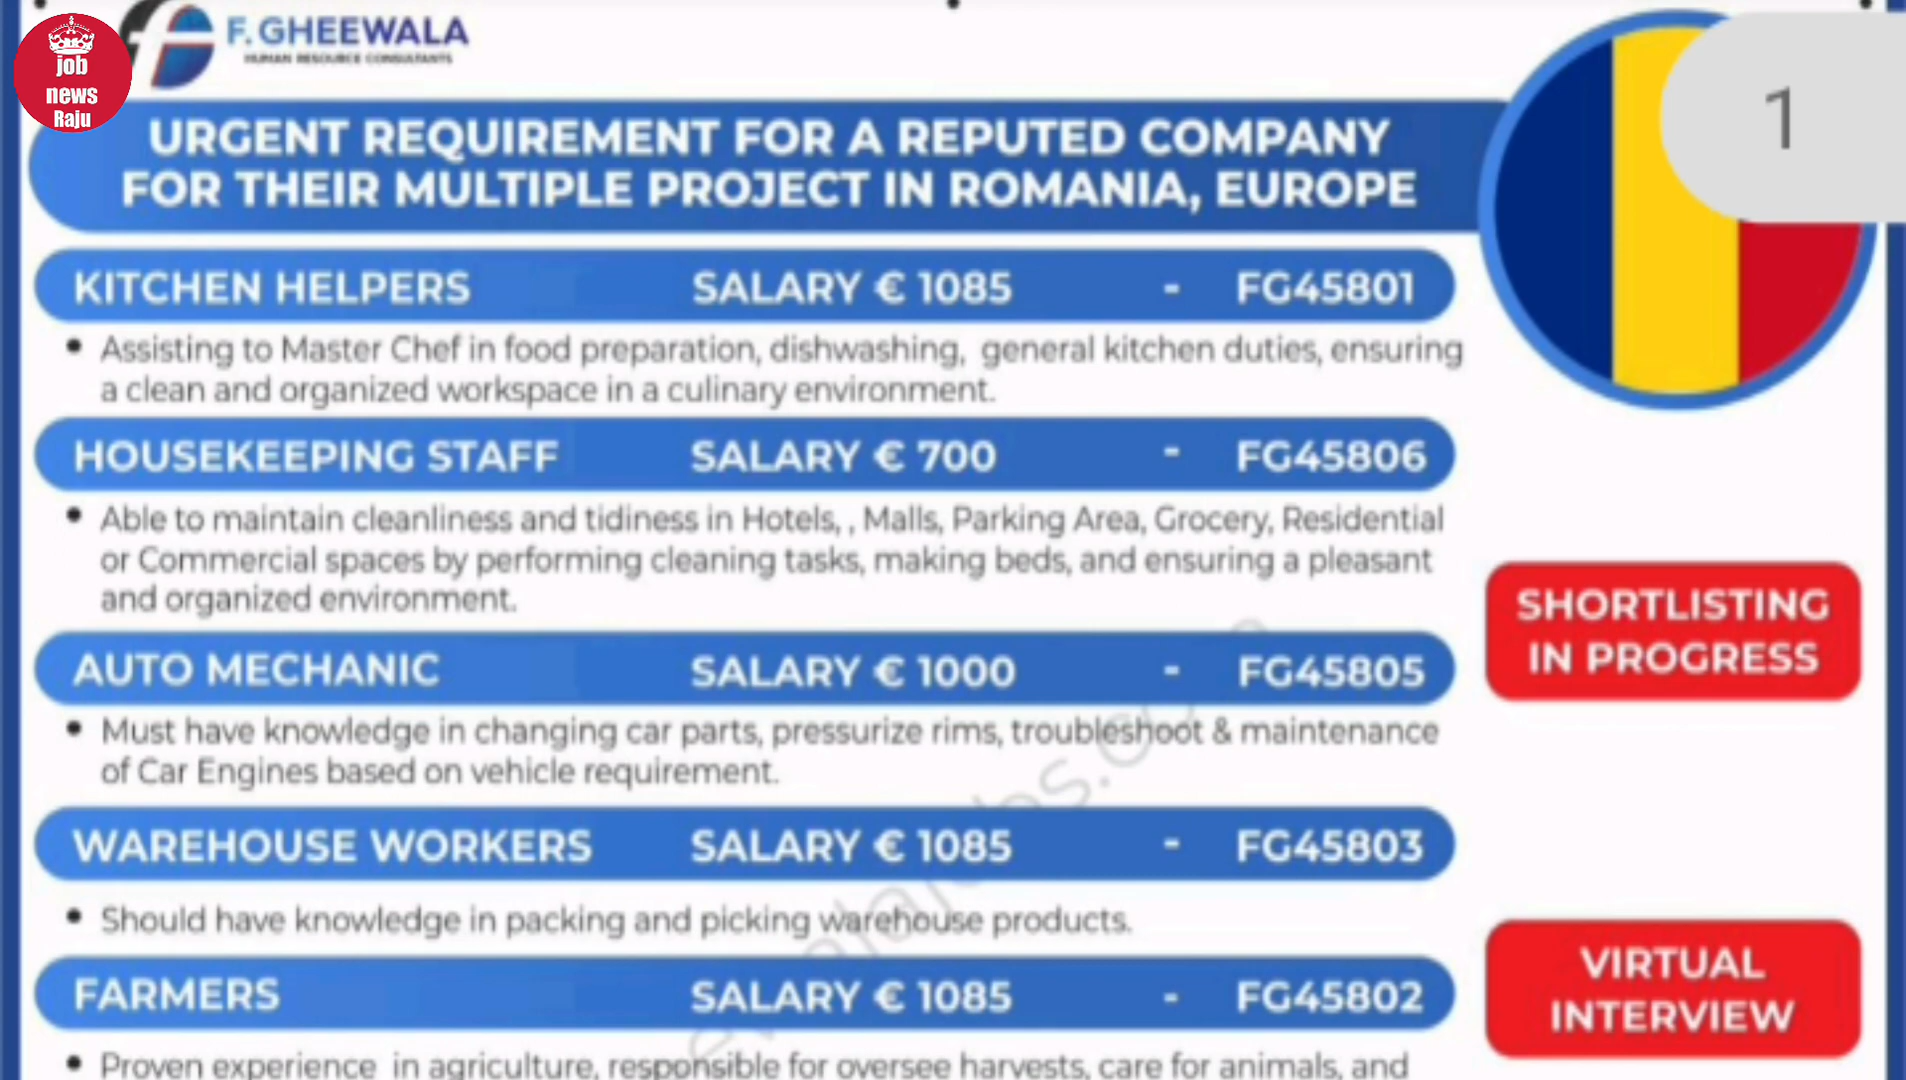 job
news
Raju
F. GHEEWALA
HUMAN RESOURCE CONSULTANTS
1
URGENT REQUIREMENT FOR A REPUTED COMPANY
FOR THEIR MULTIPLE PROJECT IN ROMANIA, EUROPE
KITCHEN HELPERS SALARY € 1085 - FG45801
• Assisting to Master Chef in food preparation, dishwashing, general kitchen duties, ensuring
a clean and organized workspace in a culinary environment.
HOUSEKEEPING STAFF SALARY € 700 - FG45806
• Able to maintain cleanliness and tidiness in Hotels, , Malls, Parking Area, Grocery, Residential
or Commercial spaces by performing cleaning tasks, making beds, and ensuring a pleasant
and organized environment.
SHORTLISTING
IN PROGRESS
AUTO MECHANIC SALARY € 1000 - FG45805
• Must have knowledge in changing car parts, pressurize rims, troubleshoot & maintenance
of Car Engines based on vehicle requirement.
WAREHOUSE WORKERS SALARY € 1085 - FG45803
• Should have knowledge in packing and picking warehouse products.
FARMERS SALARY € 1085 - FG45802
VIRTUAL
INTERVIEW
• Proven experience in agriculture, responsible for oversee harvests, care for animals, and